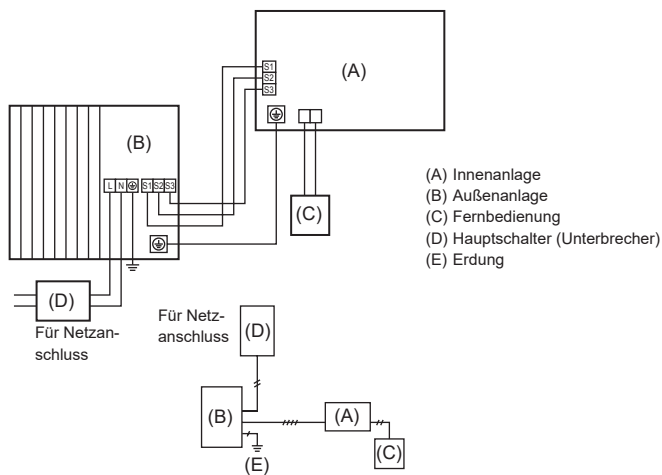 (A)
S1
S2
S3
(B)
L N S1 S2 S3
(C)
(D)
Für Netzan-
schluss
(A) Innenanlage
(B) Außenanlage
(C) Fernbedienung
(D) Hauptschalter (Unterbrecher)
(E) Erdung
Für Netz-
anschluss
(D)
(B)
(A)
(E)
(C)